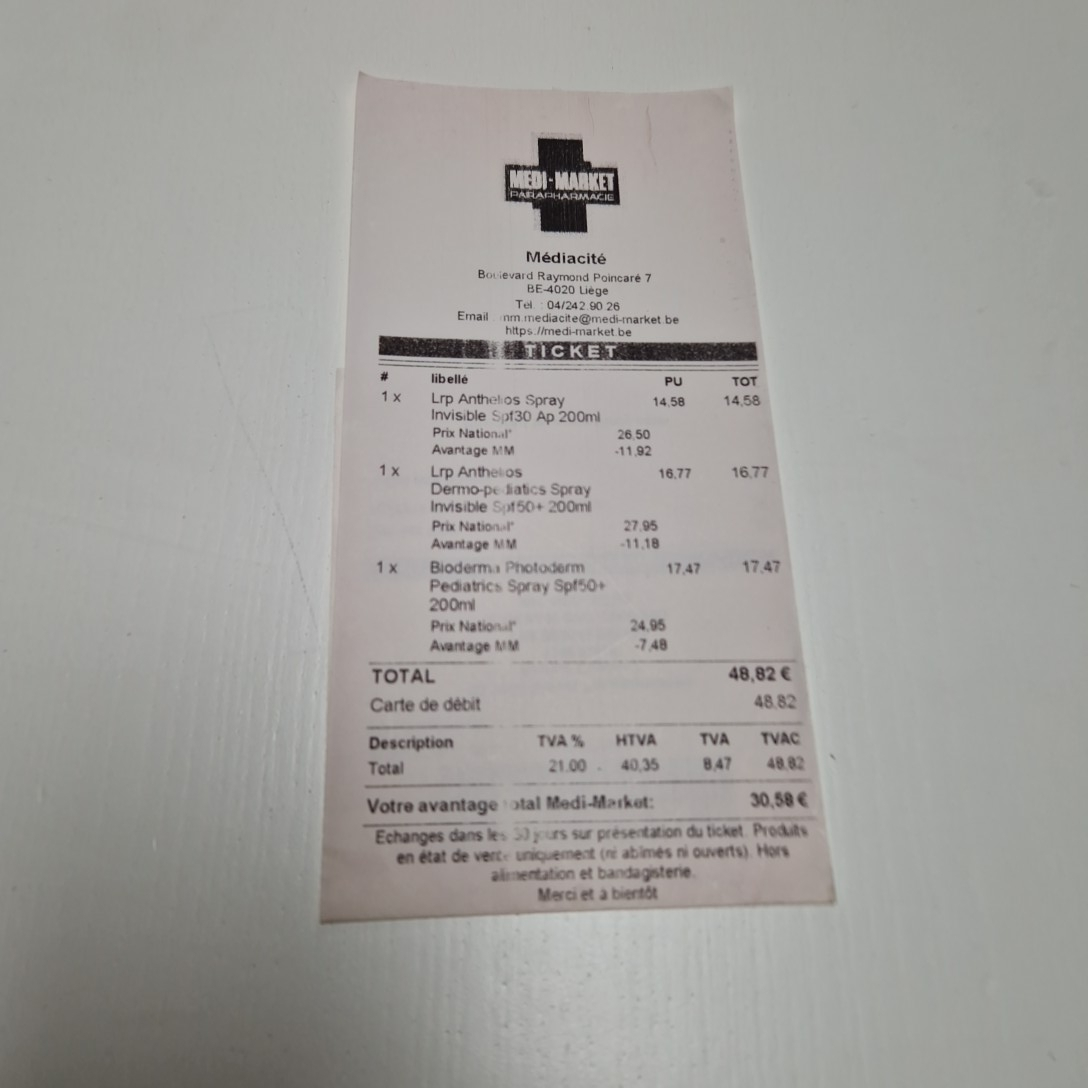 MEDI-MARKET
PARAPHARMACIE
Médiacité
Boulevard Raymond Poincaré 7
BE-4020 Liège
Tél. : 04/242.90.26
Email mm.mediacite@medi-market.be
https://medi-market.be
TICKET
# libellé PU TOT
1 x Lrp Anthelios Spray 14,58 14,58
Invisible Spf30 Ap 200ml
Prix National* 26,50
Avantage MM -11,92
1 x Lrp Anthelios 16,77 16,77
Dermo-pediatics Spray
Invisible Spf50+ 200ml
Prix National* 27,95
Avantage MM -11,18
1 x Bioderma Photoderm 17,47 17,47
Pediatrics Spray Spf50+
200ml
Prix National* 24,95
Avantage MM -7,48
TOTAL 48,82 €
Carte de débit 48,82
Description TVA % HTVA TVA TVAC
Total 21.00 40,35 8,47 48,82
Votre avantage total Medi-Market: 30,58 €
Echanges dans les 30 jours sur présentation du ticket. Produits
en état de vente uniquement (ni abimés ni ouverts). Hors
alimentation et bandagisterie.
Merci et à bientôt